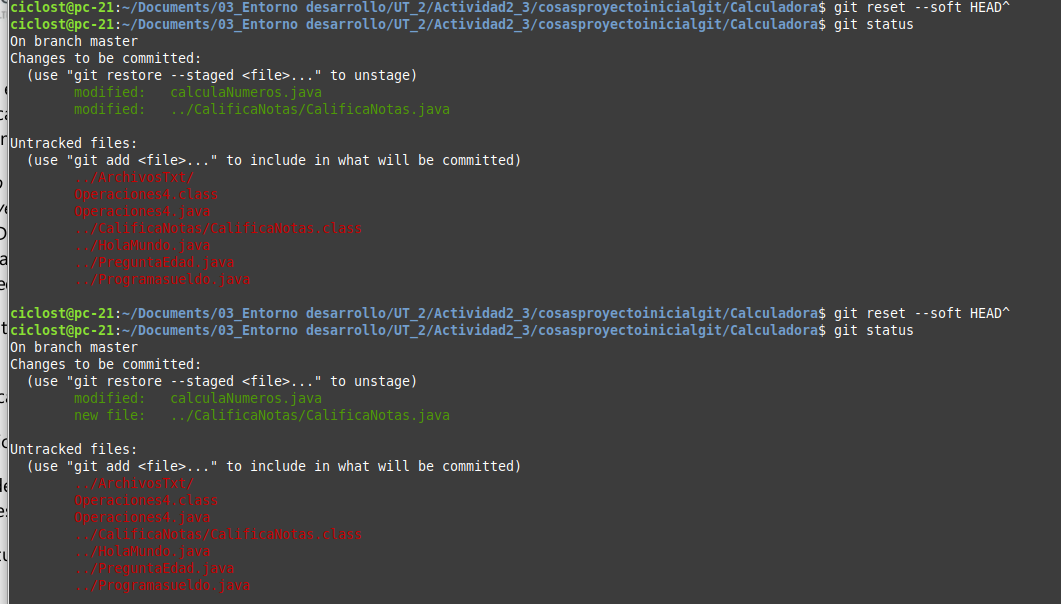 ciclost@pc-21:~/Documents/03_Entorno desarrollo/UT_2/Actividad2_3/cosasproyectoinicialgit/Calculadora$ git reset --soft HEAD^
ciclost@pc-21:~/Documents/03_Entorno desarrollo/UT_2/Actividad2_3/cosasproyectoinicialgit/Calculadora$ git status
On branch master
Changes to be committed:
  (use "git restore --staged <file>..." to unstage)
        modified:   calculaNumeros.java
        modified:   ../CalificaNotas/CalificaNotas.java

Untracked files:
  (use "git add <file>..." to include in what will be committed)
        ../ArchivosTxt/
        Operaciones4.class
        Operaciones4.java
        ../CalificaNotas/CalificaNotas.class
        ../HolaMundo.java
        ../PreguntaEdad.java
        ../Programasueldo.java

ciclost@pc-21:~/Documents/03_Entorno desarrollo/UT_2/Actividad2_3/cosasproyectoinicialgit/Calculadora$ git reset --soft HEAD^
ciclost@pc-21:~/Documents/03_Entorno desarrollo/UT_2/Actividad2_3/cosasproyectoinicialgit/Calculadora$ git status
On branch master
Changes to be committed:
  (use "git restore --staged <file>..." to unstage)
        modified:   calculaNumeros.java
        new file:   ../CalificaNotas/CalificaNotas.java

Untracked files:
  (use "git add <file>..." to include in what will be committed)
        ../ArchivosTxt/
        Operaciones4.class
        Operaciones4.java
        ../CalificaNotas/CalificaNotas.class
        ../HolaMundo.java
        ../PreguntaEdad.java
        ../Programasueldo.java